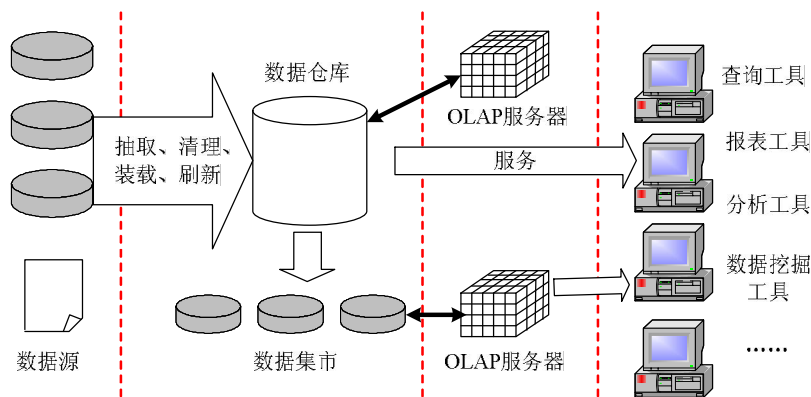 数据仓库
OLAP服务器
查询工具
抽取、清理、
装载、刷新
服务
报表工具
分析工具
数据挖掘
工具
数据源
数据集市
OLAP服务器
……